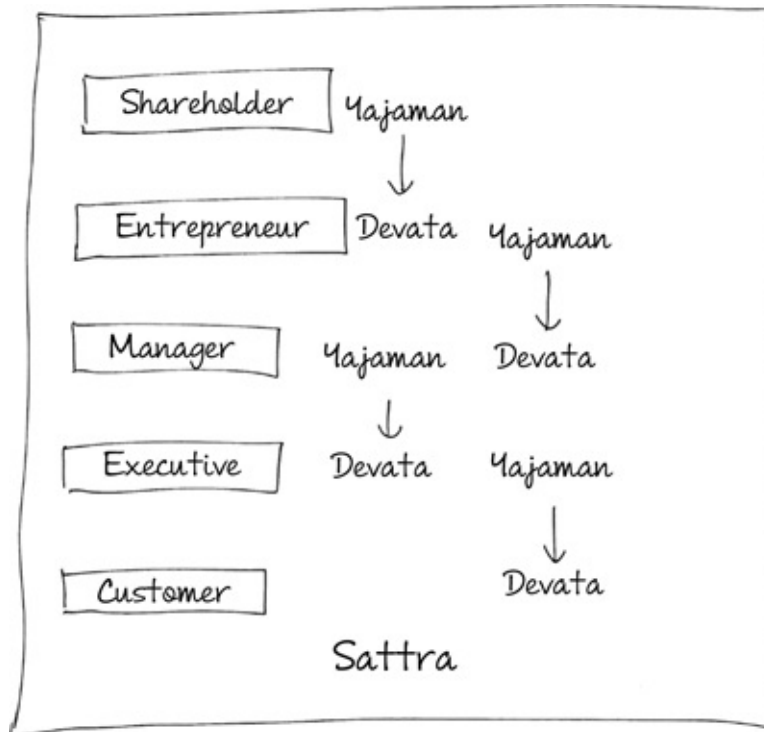 Shareholder Yajaman
Entrepreneur Devata Yajaman
Manager Yajaman Devata
Executive Devata Yajaman
Customer Devata
Sattra